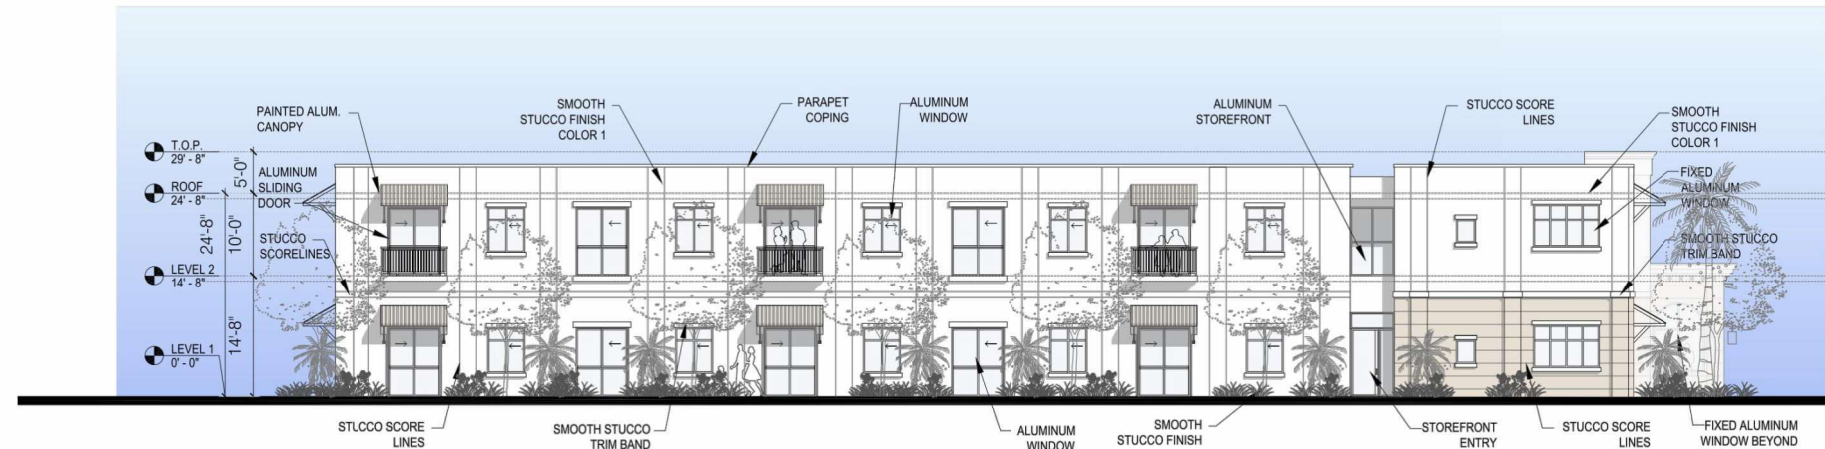 PAINTED ALUM.
CANOPY
SMOOTH
STUCCO FINISH
COLOR 1
PARAPET
COPING
ALUMINUM
WINDOW
ALUMINUM
STOREFRONT
STUCCO SCORE
LINES
SMOOTH
STUCCO FINISH
COLOR 1
T.O.P.
29' - 8"
5'-0"
ALUMINUM
SLIDING
DOOR
ROOF
24' - 8"
FIXED
ALUMINUM
WINDOW
24'-8"
10'-0"
STUCCO
SCORELINES
SMOOTH STUCCO
TRIM BAND
LEVEL 2
14' - 8"
14'-8"
LEVEL 1
0' - 0"
STUCCO SCORE
LINES
SMOOTH STUCCO
TRIM BAND
ALUMINUM
WINDOW
SMOOTH
STUCCO FINISH
STOREFRONT
ENTRY
STUCCO SCORE
LINES
FIXED ALUMINUM
WINDOW BEYOND